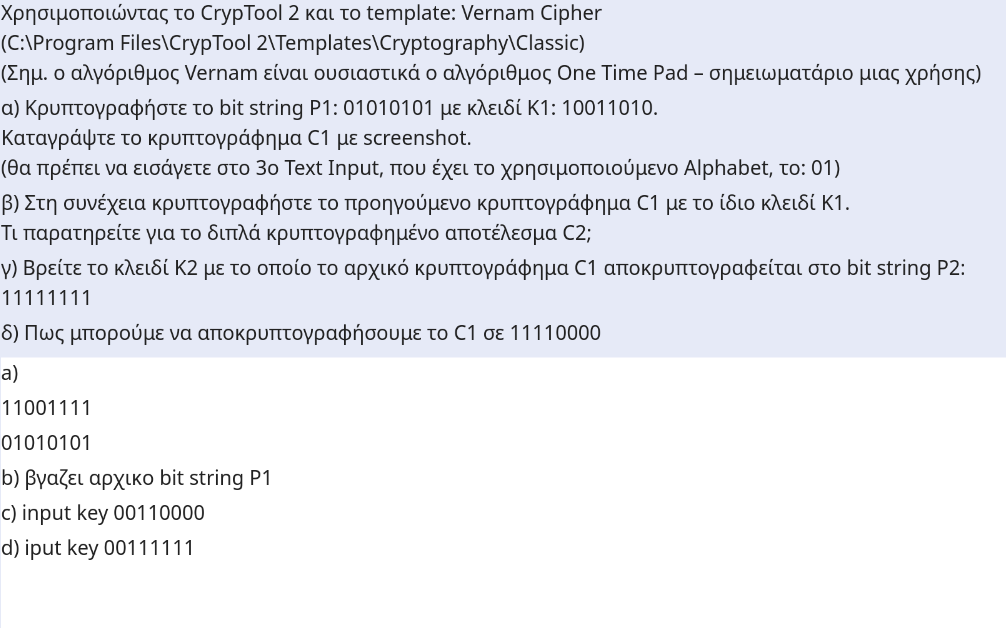 Χρησιμοποιώντας το CrypTool 2 και το template: Vernam Cipher
(C:\Program Files\CrypTool 2\Templates\Cryptography\Classic)
(Σημ. ο αλγόριθμος Vernam είναι ουσιαστικά ο αλγόριθμος One Time Pad – σημειωματάριο μιας χρήσης)
α) Κρυπτογραφήστε το bit string P1: 01010101 με κλειδί K1: 10011010.
Καταγράψτε το κρυπτογράφημα C1 με screenshot.
(θα πρέπει να εισάγετε στο 3ο Text Input, που έχει το χρησιμοποιούμενο Alphabet, το: 01)
β) Στη συνέχεια κρυπτογραφήστε το προηγούμενο κρυπτογράφημα C1 με το ίδιο κλειδί K1.
Τι παρατηρείτε για το διπλά κρυπτογραφημένο αποτέλεσμα C2;
γ) Βρείτε το κλειδί K2 με το οποίο το αρχικό κρυπτογράφημα C1 αποκρυπτογραφείται στο bit string P2:
11111111
δ) Πως μπορούμε να αποκρυπτογραφήσουμε το C1 σε 11110000
a)
11001111
01010101
b) βγαζει αρχικο bit string P1
c) input key 00110000
d) iput key 00111111